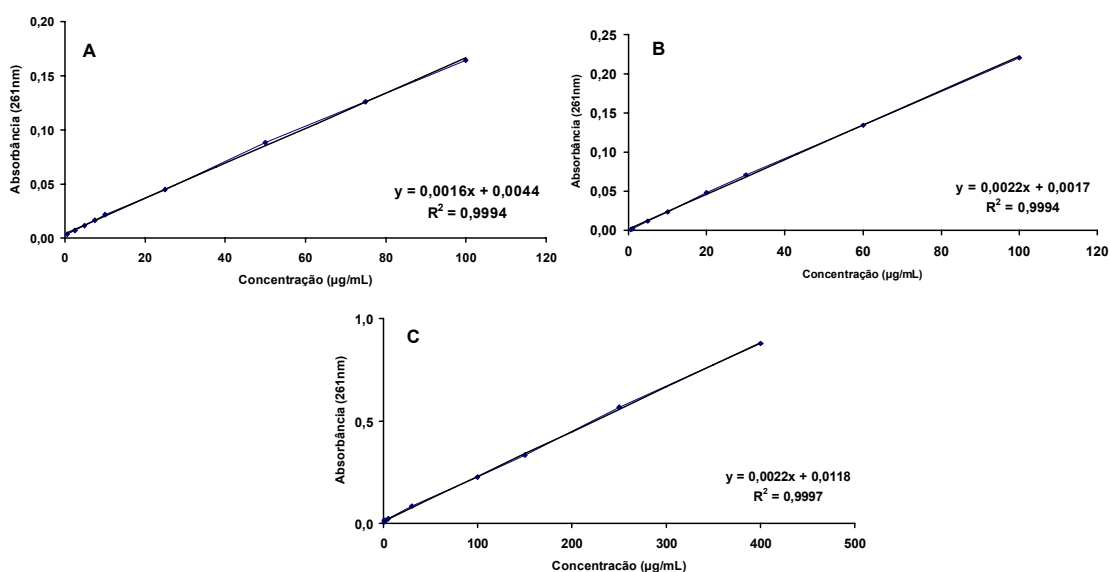 A
Absorbância (261nm)
0,20
0,15
0,10
0,05
0,00
y = 0,0016x + 0,0044
R² = 0,9994
0 20 40 60 80 100 120
Concentração (µg/mL)
B
Absorbância (261nm)
0,25
0,20
0,15
0,10
0,05
0,00
y = 0,0022x + 0,0017
R² = 0,9994
0 20 40 60 80 100 120
Concentração (µg/mL)
C
Absorbância (261nm)
1,0
0,5
0,0
y = 0,0022x + 0,0118
R² = 0,9997
0 100 200 300 400 500
Concentração (µg/mL)